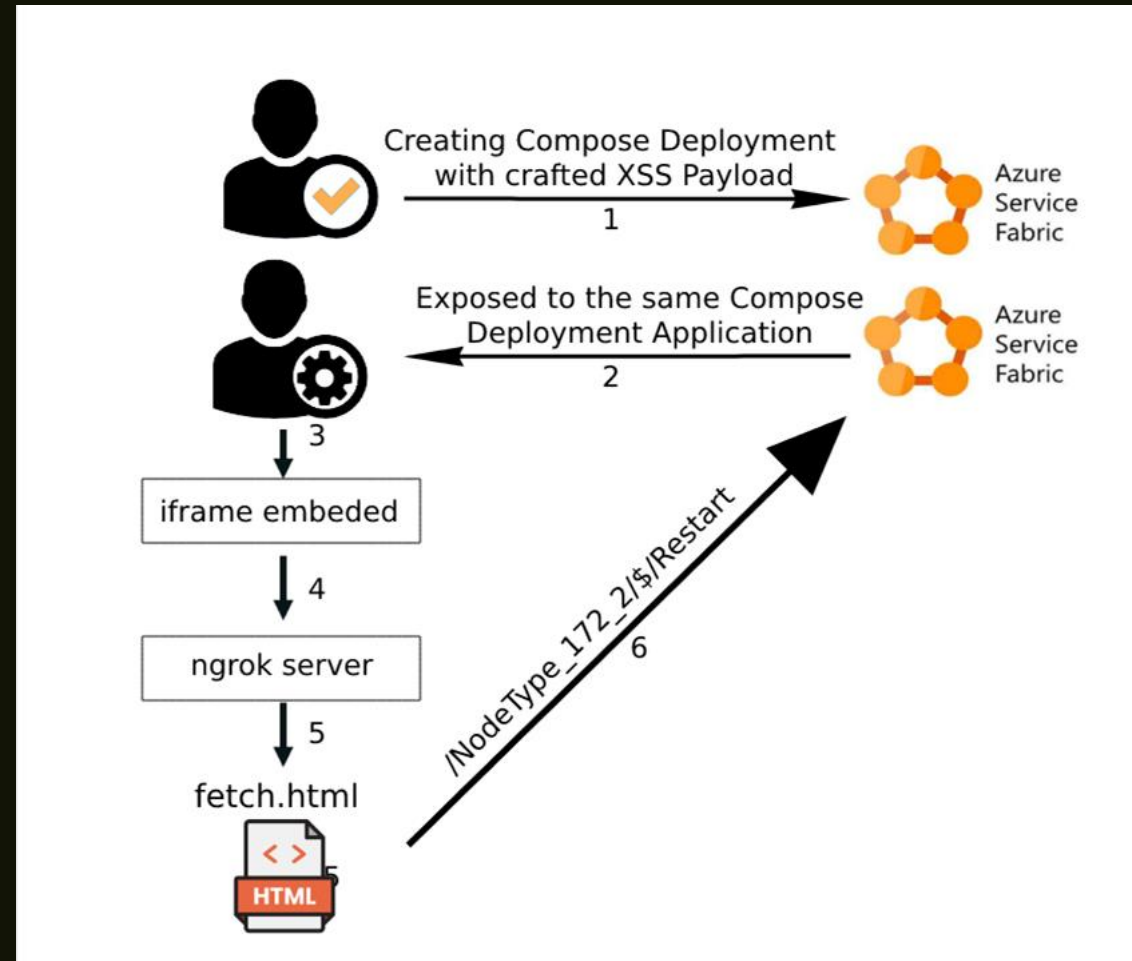 Creating Compose Deployment
with crafted XSS Payload
1
Azure
Service
Fabric
Exposed to the same Compose
Deployment Application
2
Azure
Service
Fabric
3
iframe embeded
4
ngrok server
5
fetch.html
< >
HTML
5
/NodeType_172_2/$/Restart
6